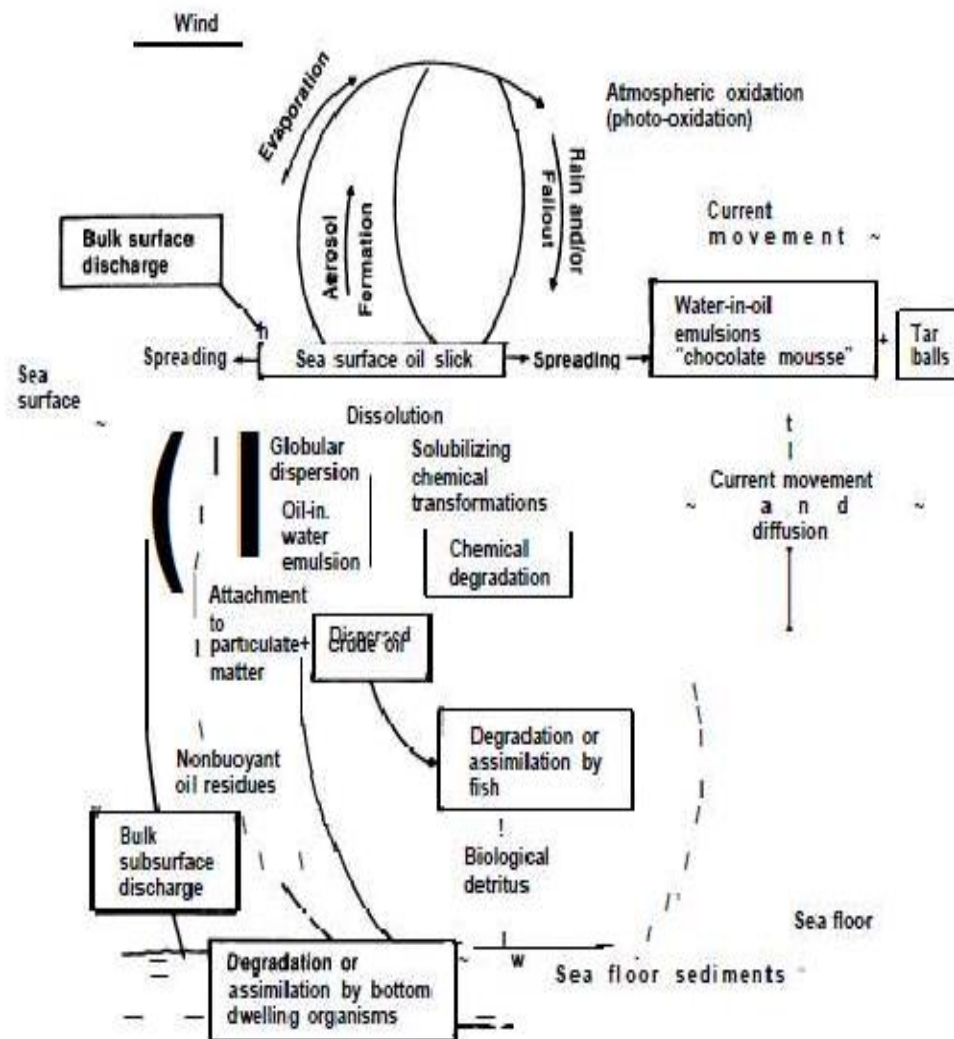 Wind
Evaporation
Atmospheric oxidation
(photo-oxidation)
Rain and/or
Fallout
Aerosol
Formation
Current
movement ~
Bulk surface
discharge
Water-in-oil
emulsions
"chocolate mousse"
+
Tar
balls
Spreading
Sea surface oil slick
Spreading
Sea
surface
~
Dissolution
Globular
dispersion
Solubilizing
chemical
transformations
Oil-in.
water
emulsion
Chemical
degradation
Current movement
~ and ~
diffusion
Attachment
to
particulate+
matter
Dispersed
crude oil
Degradation or
assimilation by
fish
Nonbuoyant
oil residues
Bulk
subsurface
discharge
Biological
detritus
Sea floor
w
Sea floor sediments
Degradation or
assimilation by bottom
dwelling organisms